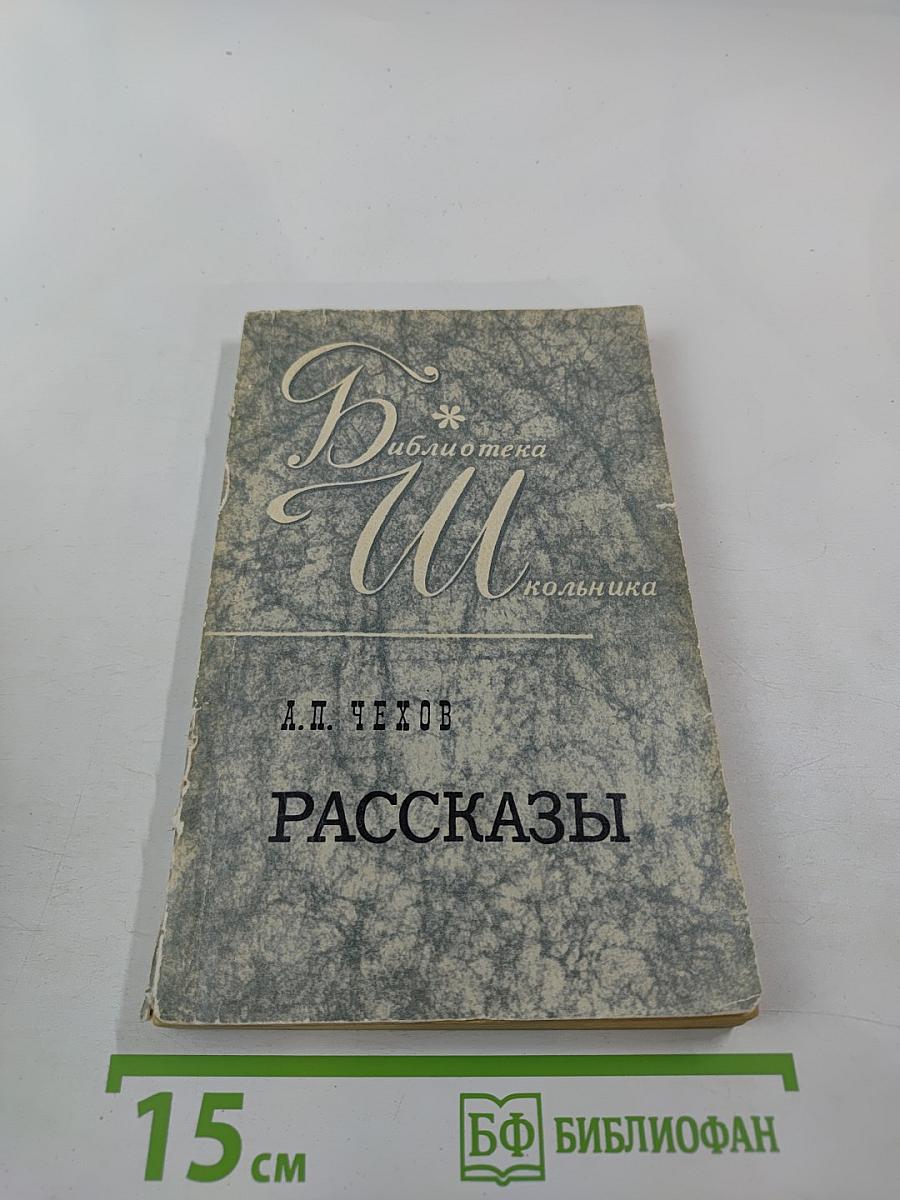 Библиотека
Школьника
А.П. ЧЕХОВ
РАССКАЗЫ
15 см
БФ БИБЛИОФАН